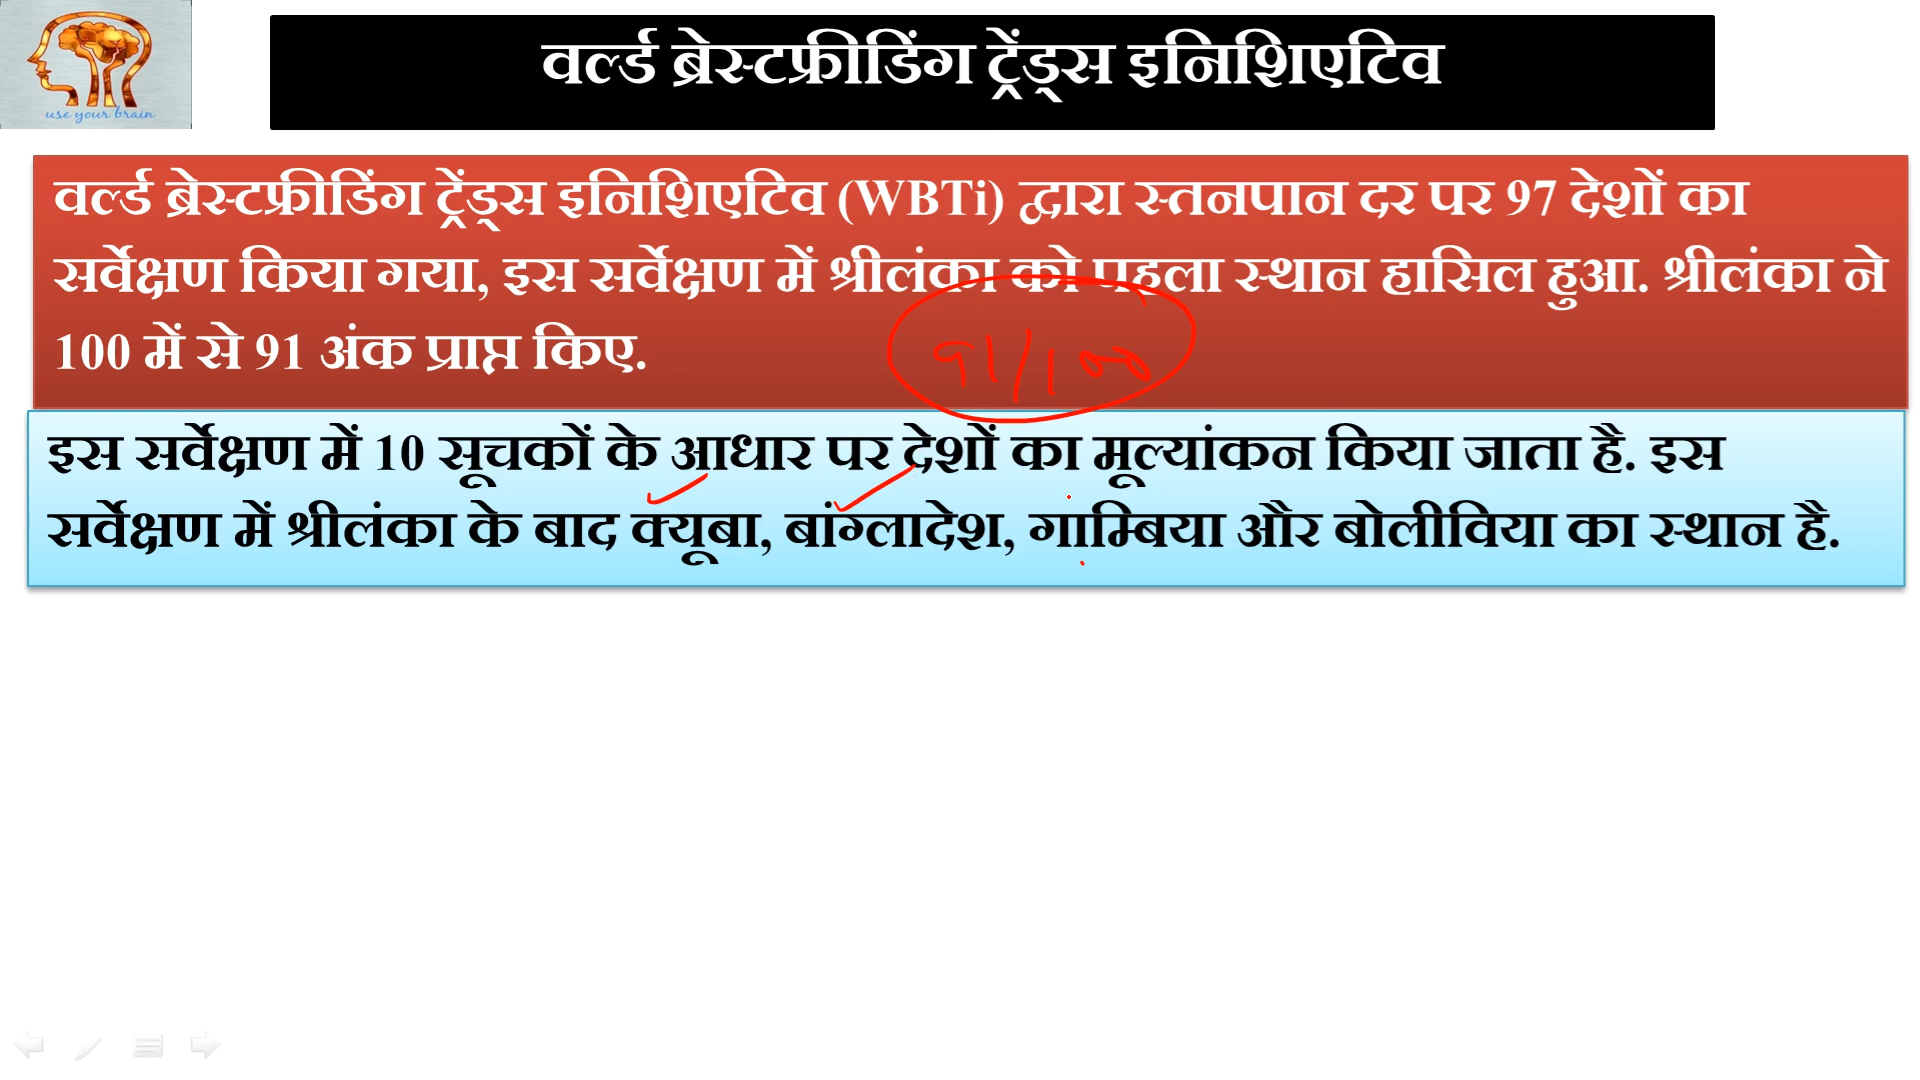 use your brain
वर्ल्ड ब्रेस्टफ्रीडिंग ट्रेंड्स इनिशिएटिव
वर्ल्ड ब्रेस्टफ्रीडिंग ट्रेंड्स इनिशिएटिव (WBTi) द्वारा स्तनपान दर पर 97 देशों का
सर्वेक्षण किया गया, इस सर्वेक्षण में श्रीलंका को पहला स्थान हासिल हुआ. श्रीलंका ने
100 में से 91 अंक प्राप्त किए.
91/100
इस सर्वेक्षण में 10 सूचकों के आधार पर देशों का मूल्यांकन किया जाता है. इस
सर्वेक्षण में श्रीलंका के बाद क्यूबा, बांग्लादेश, गाम्बिया और बोलीविया का स्थान है.